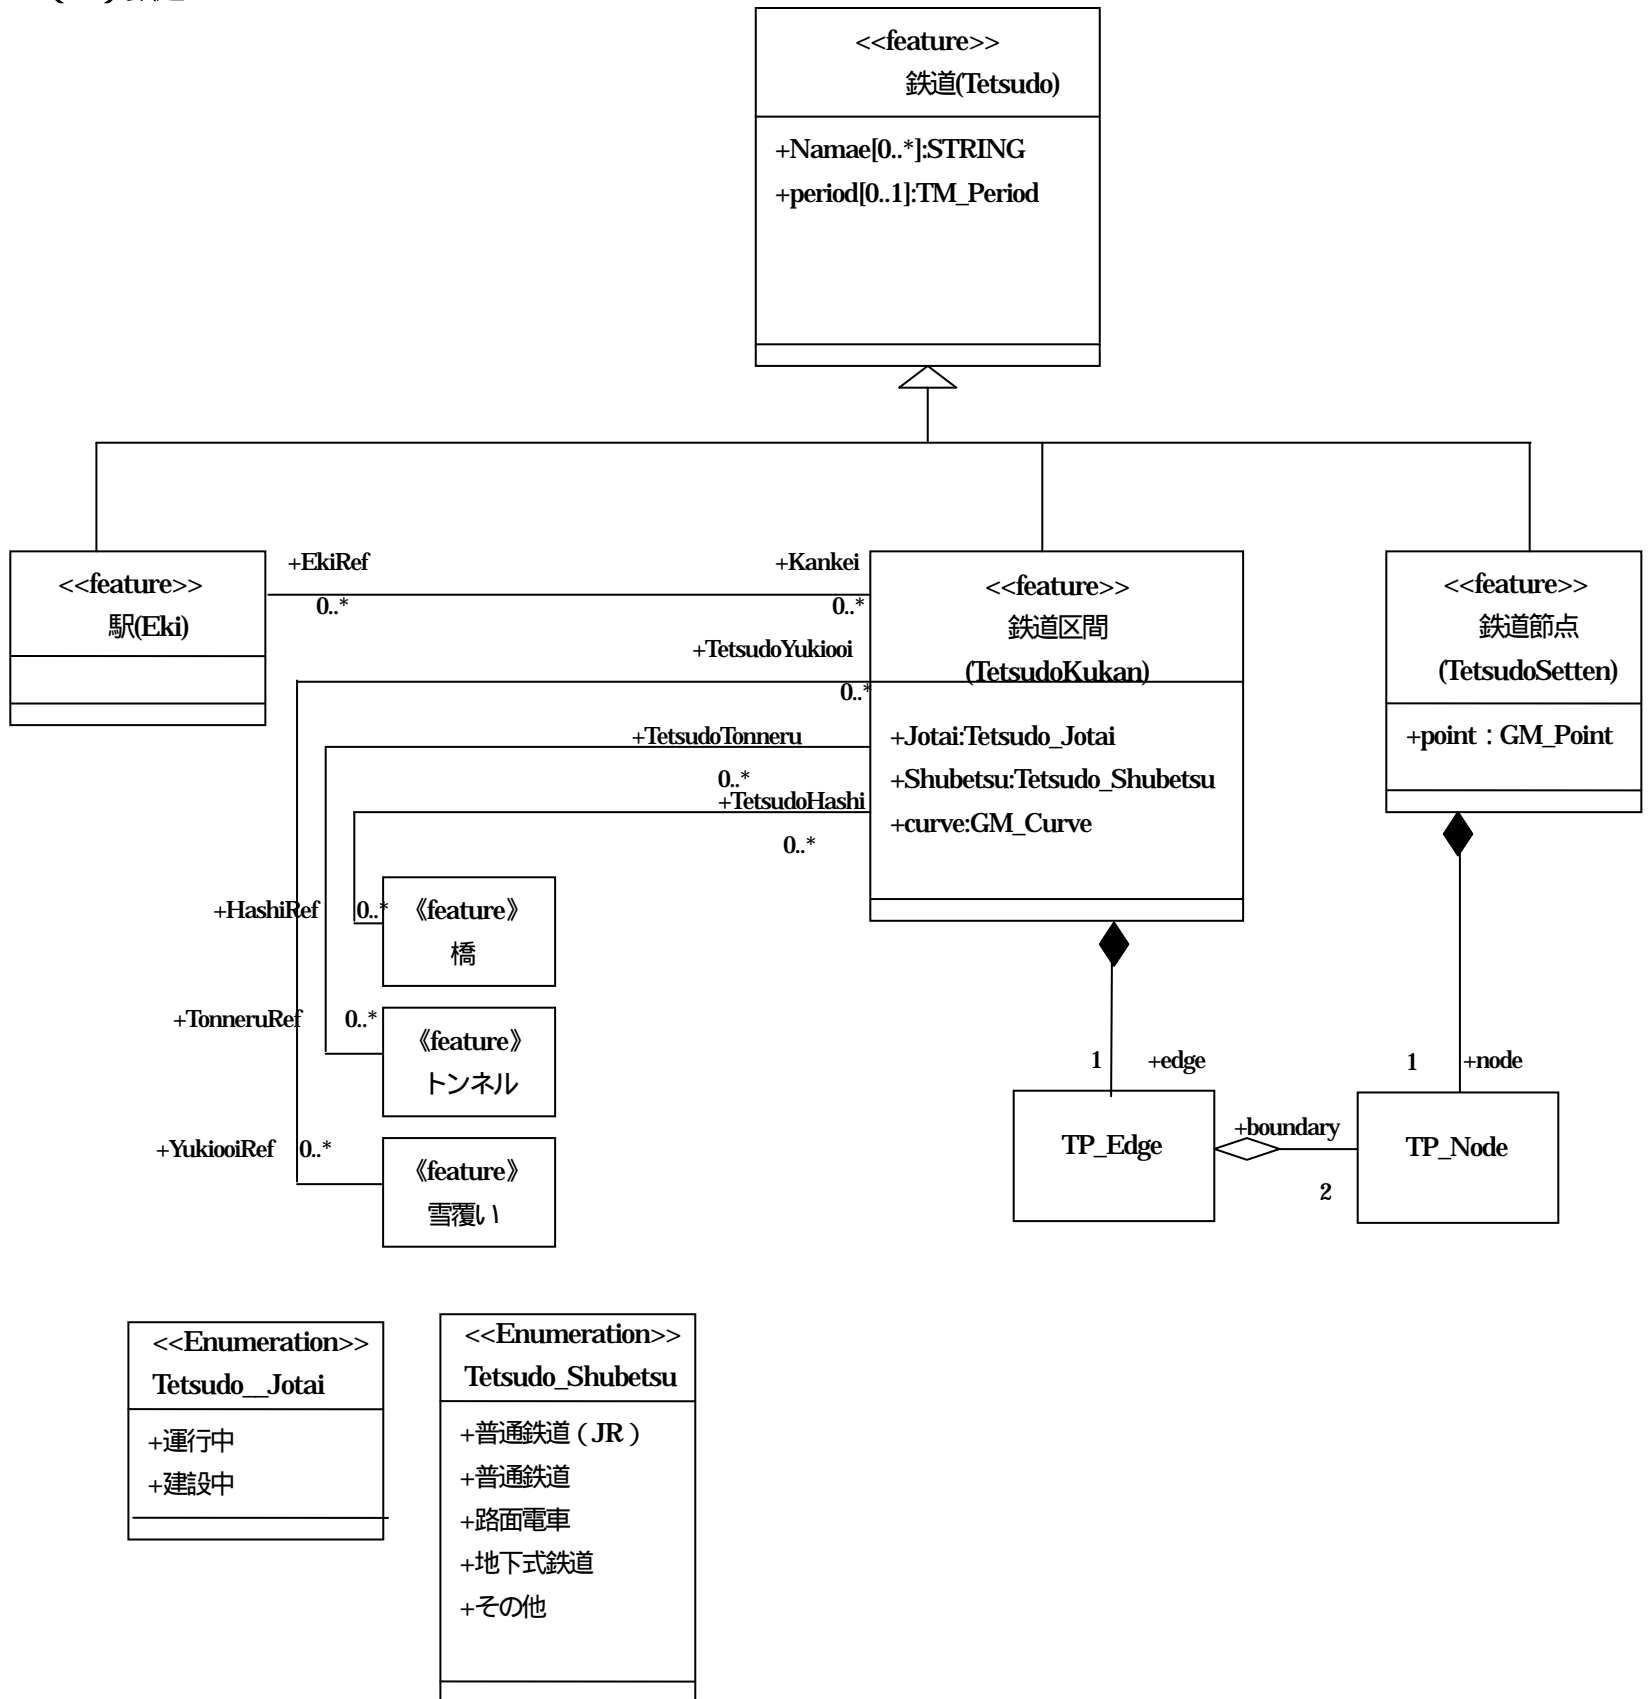 <<feature>>
鉄道(Tetsudo)
+Namae[0..*]:STRING
+period[0..1]:TM_Period
<<feature>>
駅(Eki)
+EkiRef
0..*
+Kankei
0..*
<<feature>>
鉄道区間
(TetsudoKukan)
+Jotai:Tetsudo_Jotai
+Shubetsu:Tetsudo_Shubetsu
+curve:GM_Curve
<<feature>>
鉄道節点
(TetsudoSetten)
+point：GM_Point
+TetsudoYukiooi
0..*
+TetsudoTonneru
0..*
+TetsudoHashi
0..*
+HashiRef
0..*
《feature》
橋
+TonneruRef
0..*
《feature》
トンネル
+YukiooiRef
0..*
《feature》
雪覆い
1
+edge
1
+node
TP_Edge
+boundary
2
TP_Node
<<Enumeration>>
Tetsudo__Jotai
+運行中
+建設中
<<Enumeration>>
Tetsudo_Shubetsu
+普通鉄道（JR）
+普通鉄道
+路面電車
+地下式鉄道
+その他